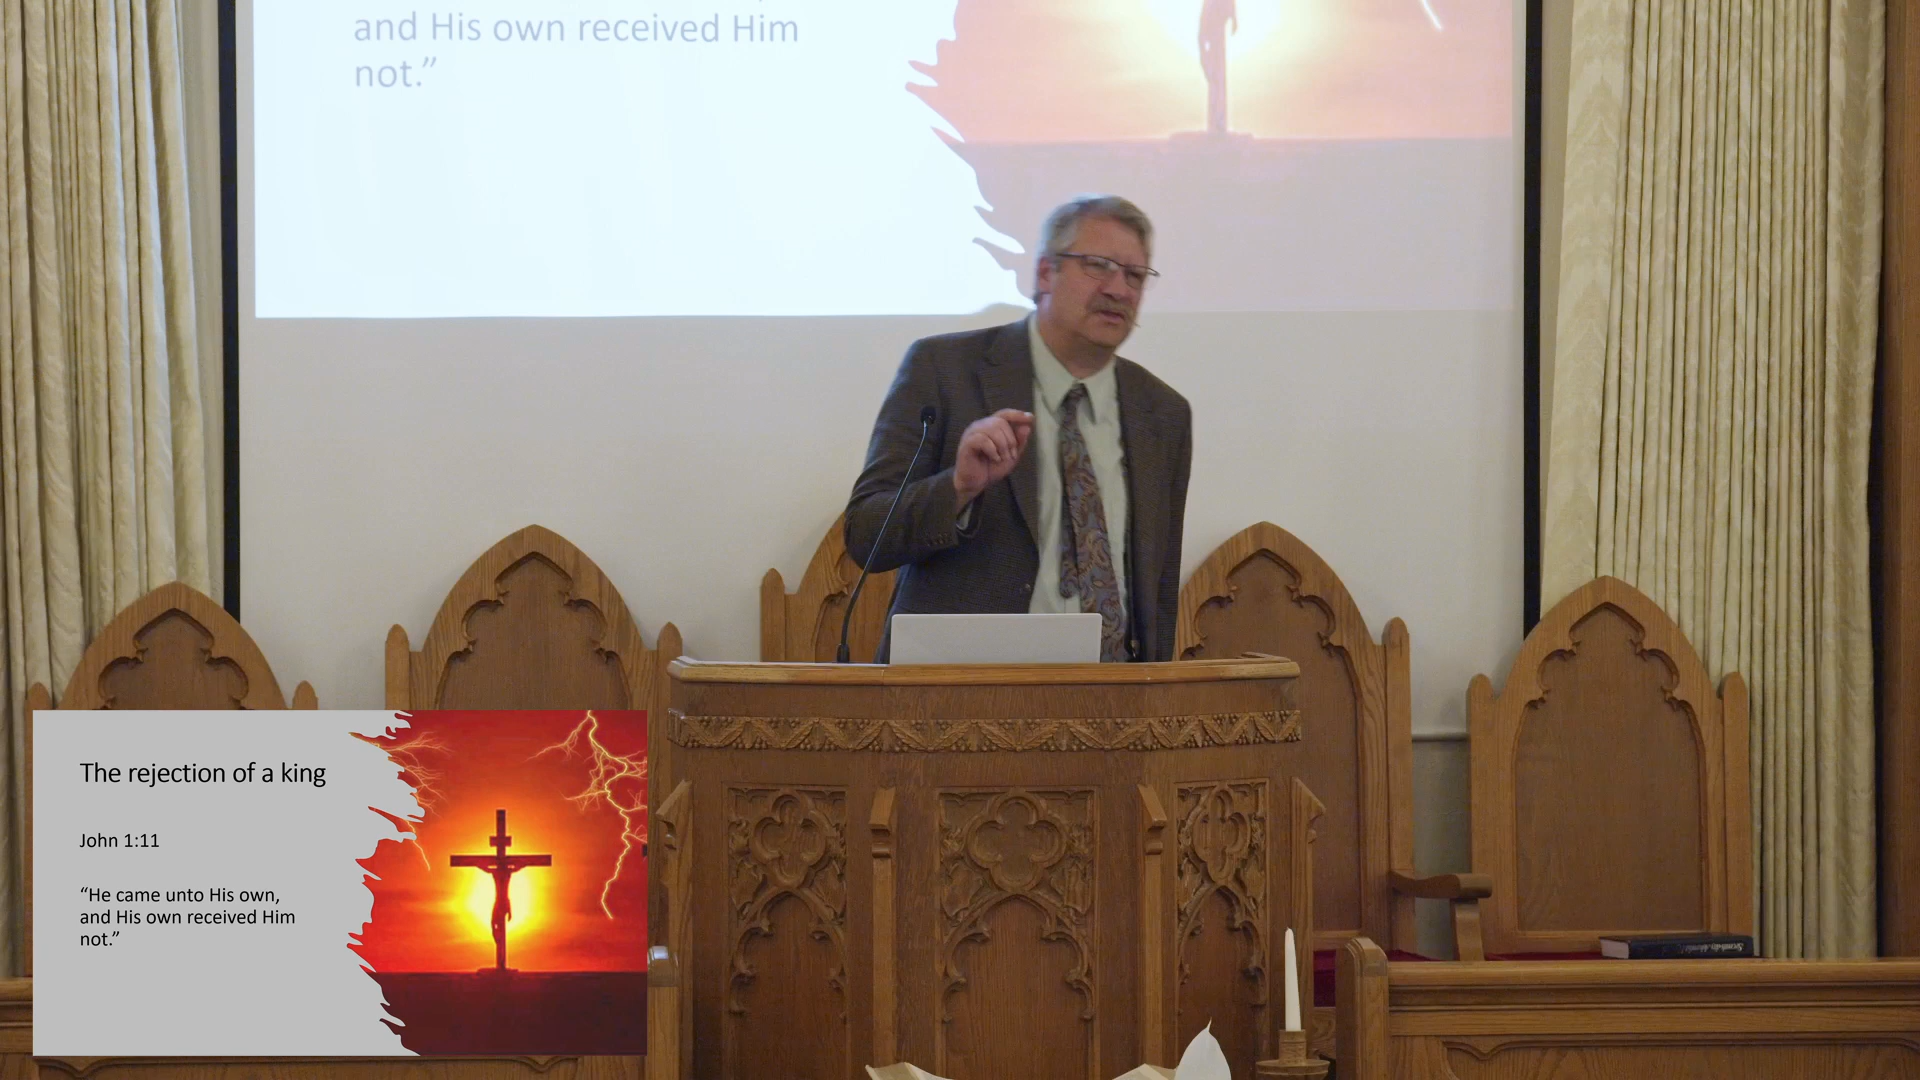 and His own received Him
not.”
The rejection of a king
John 1:11
“He came unto His own,
and His own received Him
not.”